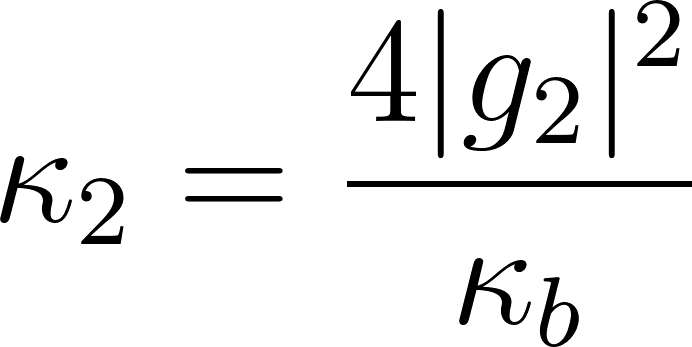 κ₂ = 4|g₂|² / κ_b